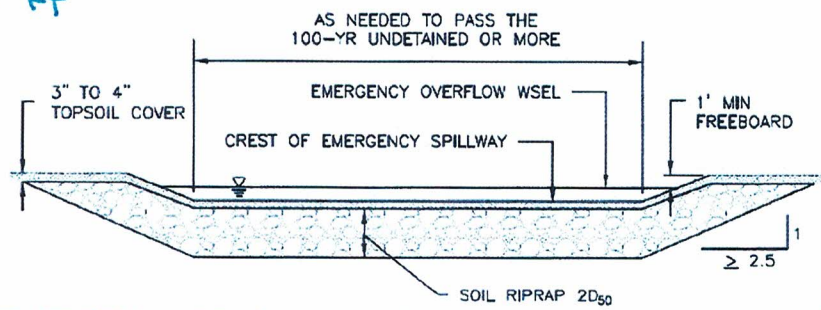 AS NEEDED TO PASS THE
100-YR UNDETAINED OR MORE
3" TO 4"
TOPSOIL COVER
EMERGENCY OVERFLOW WSEL
1' MIN
FREEBOARD
CREST OF EMERGENCY SPILLWAY
1
≥ 2.5
SOIL RIPRAP 2D₅₀